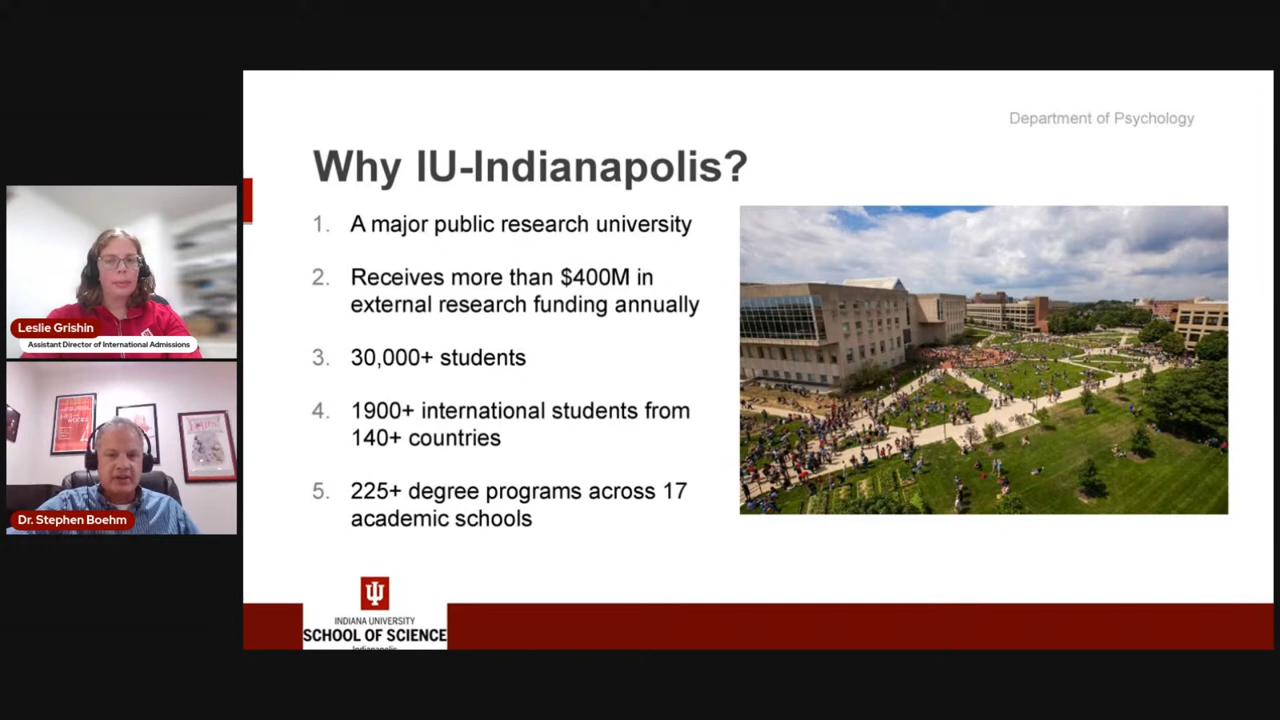 Department of Psychology
Why IU-Indianapolis?
1. A major public research university
2. Receives more than $400M in
external research funding annually
3. 30,000+ students
4. 1900+ international students from
140+ countries
5. 225+ degree programs across 17
academic schools
INDIANA UNIVERSITY
SCHOOL OF SCIENCE
Indianapolis
Leslie Grishin
Assistant Director of International Admissions
Dr. Stephen Boehm